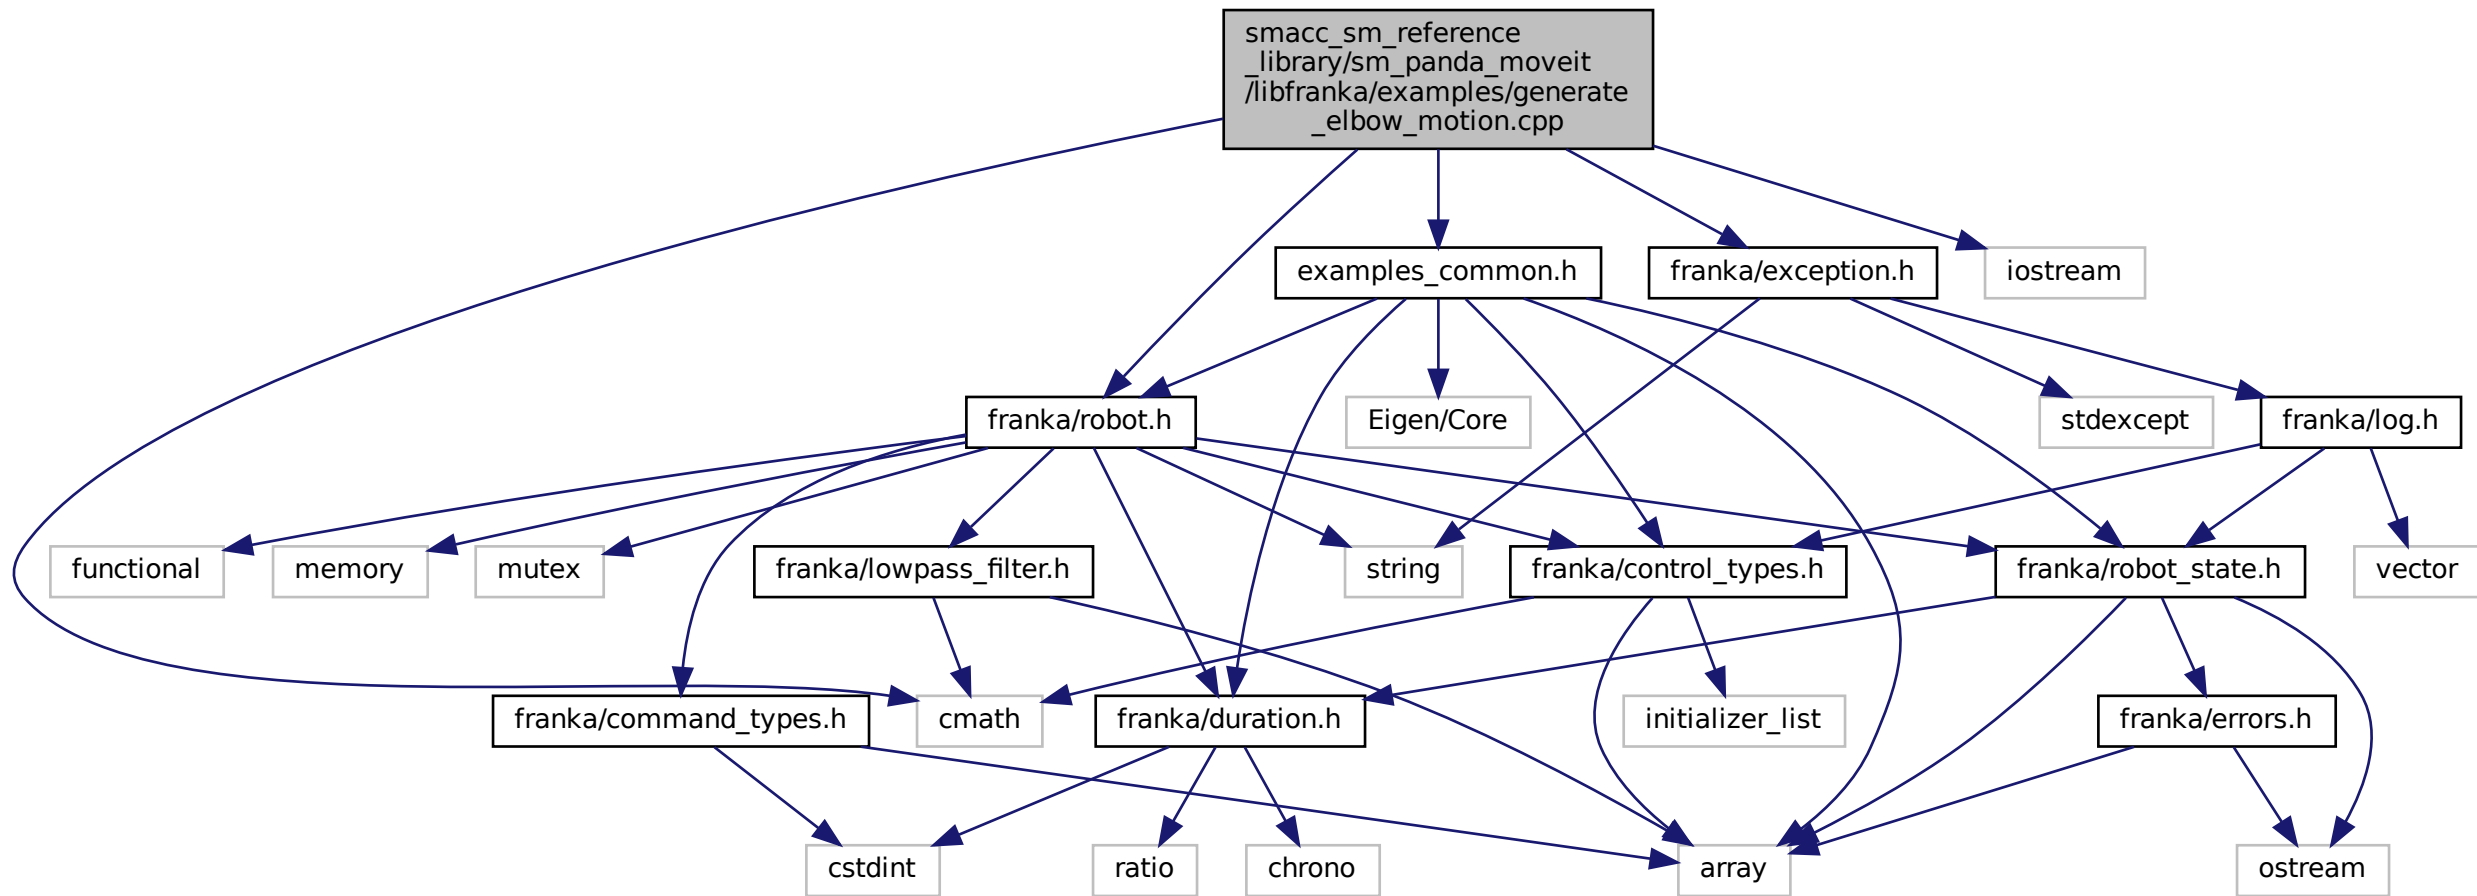 smacc_sm_reference
_library/sm_panda_moveit
/libfranka/examples/generate
_elbow_motion.cpp
examples_common.h
franka/exception.h
iostream
franka/robot.h
Eigen/Core
stdexcept
franka/log.h
functional
memory
mutex
franka/lowpass_filter.h
string
franka/control_types.h
franka/robot_state.h
vector
franka/command_types.h
cmath
franka/duration.h
initializer_list
franka/errors.h
cstdint
ratio
chrono
array
ostream